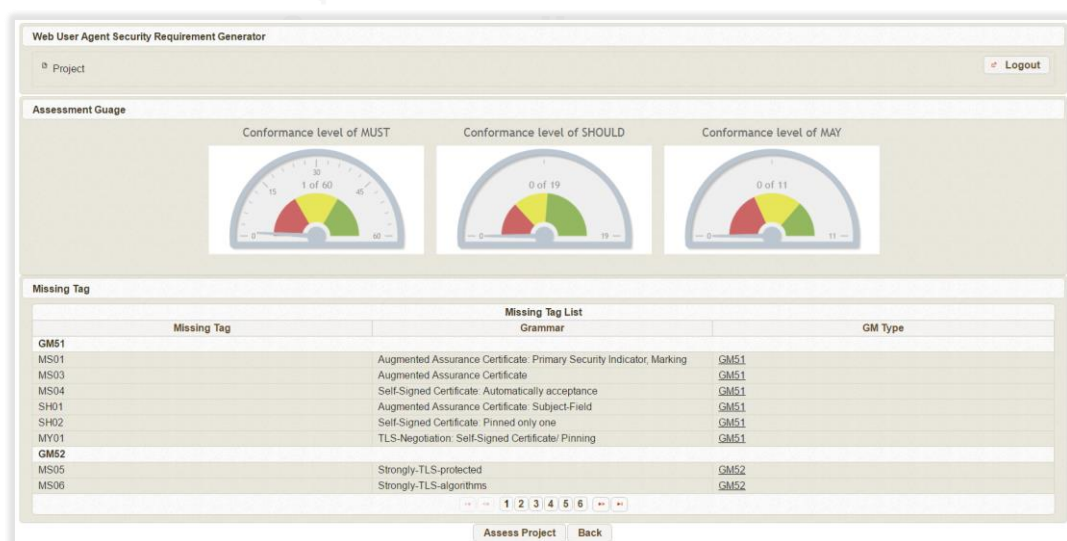 Web User Agent Security Requirement Generator
Project
Logout
Assessment Guage
Conformance level of MUST Conformance level of SHOULD Conformance level of MAY
30
15 1 of 60 45
0 60
0 of 19
0 19
0 of 11
0 11
Missing Tag
Missing Tag List
Missing Tag Grammar GM Type
GM51
MS01 Augmented Assurance Certificate: Primary Security Indicator, Marking GM51
MS03 Augmented Assurance Certificate GM51
MS04 Self-Signed Certificate: Automatically acceptance GM51
SH01 Augmented Assurance Certificate: Subject-Field GM51
SH02 Self-Signed Certificate: Pinned only one GM51
MY01 TLS-Negotiation: Self-Signed Certificate/ Pinning GM51
GM52
MS05 Strongly-TLS-protected GM52
MS06 Strongly-TLS-algorithms GM52
1 2 3 4 5 6
Assess Project Back